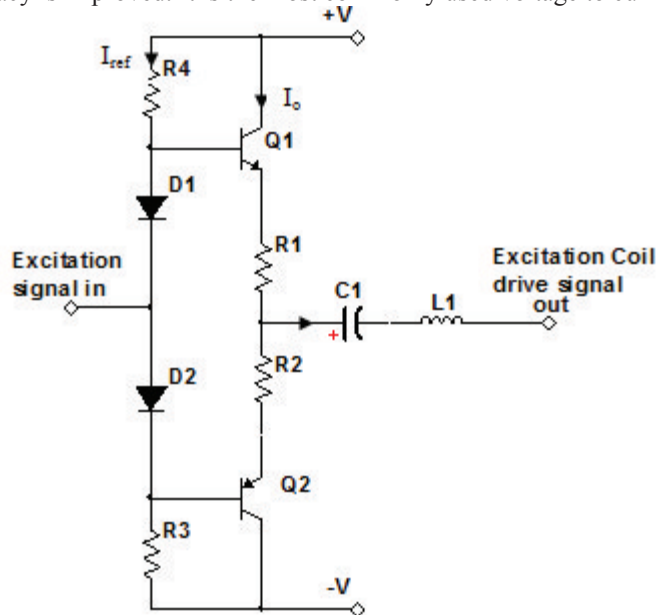 +V
Iref
R4
Io
Q1
D1
R1
Excitation
signal in
Excitation Coil
drive signal
out
C1
L1
+
R2
D2
Q2
R3
-V